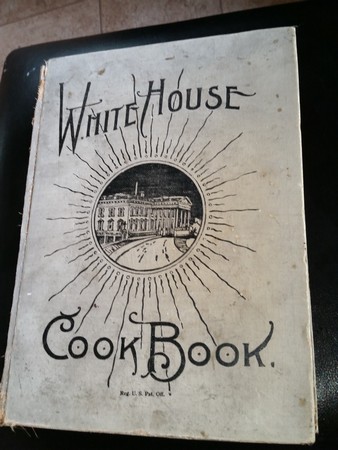 WHITE HOUSE
COOK BOOK.
Reg. U. S. Pat. Off.